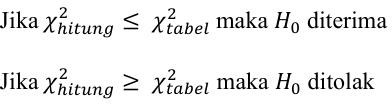 Jika χ²hitung ≤ χ²tabel maka H₀ diterima
Jika χ²hitung ≥ χ²tabel maka H₀ ditolak